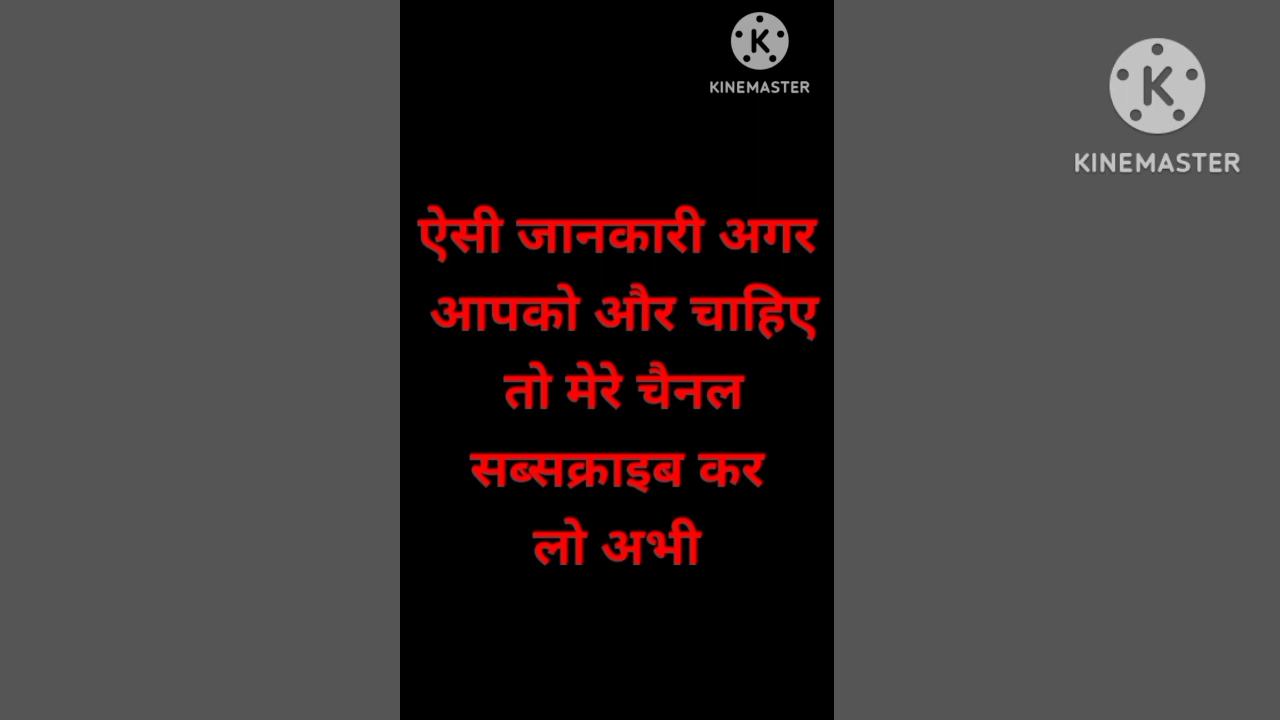 KINEMASTER
KINEMASTER
ऐसी जानकारी अगर
आपको और चाहिए
तो मेरे चैनल
सब्सक्राइब कर
लो अभी